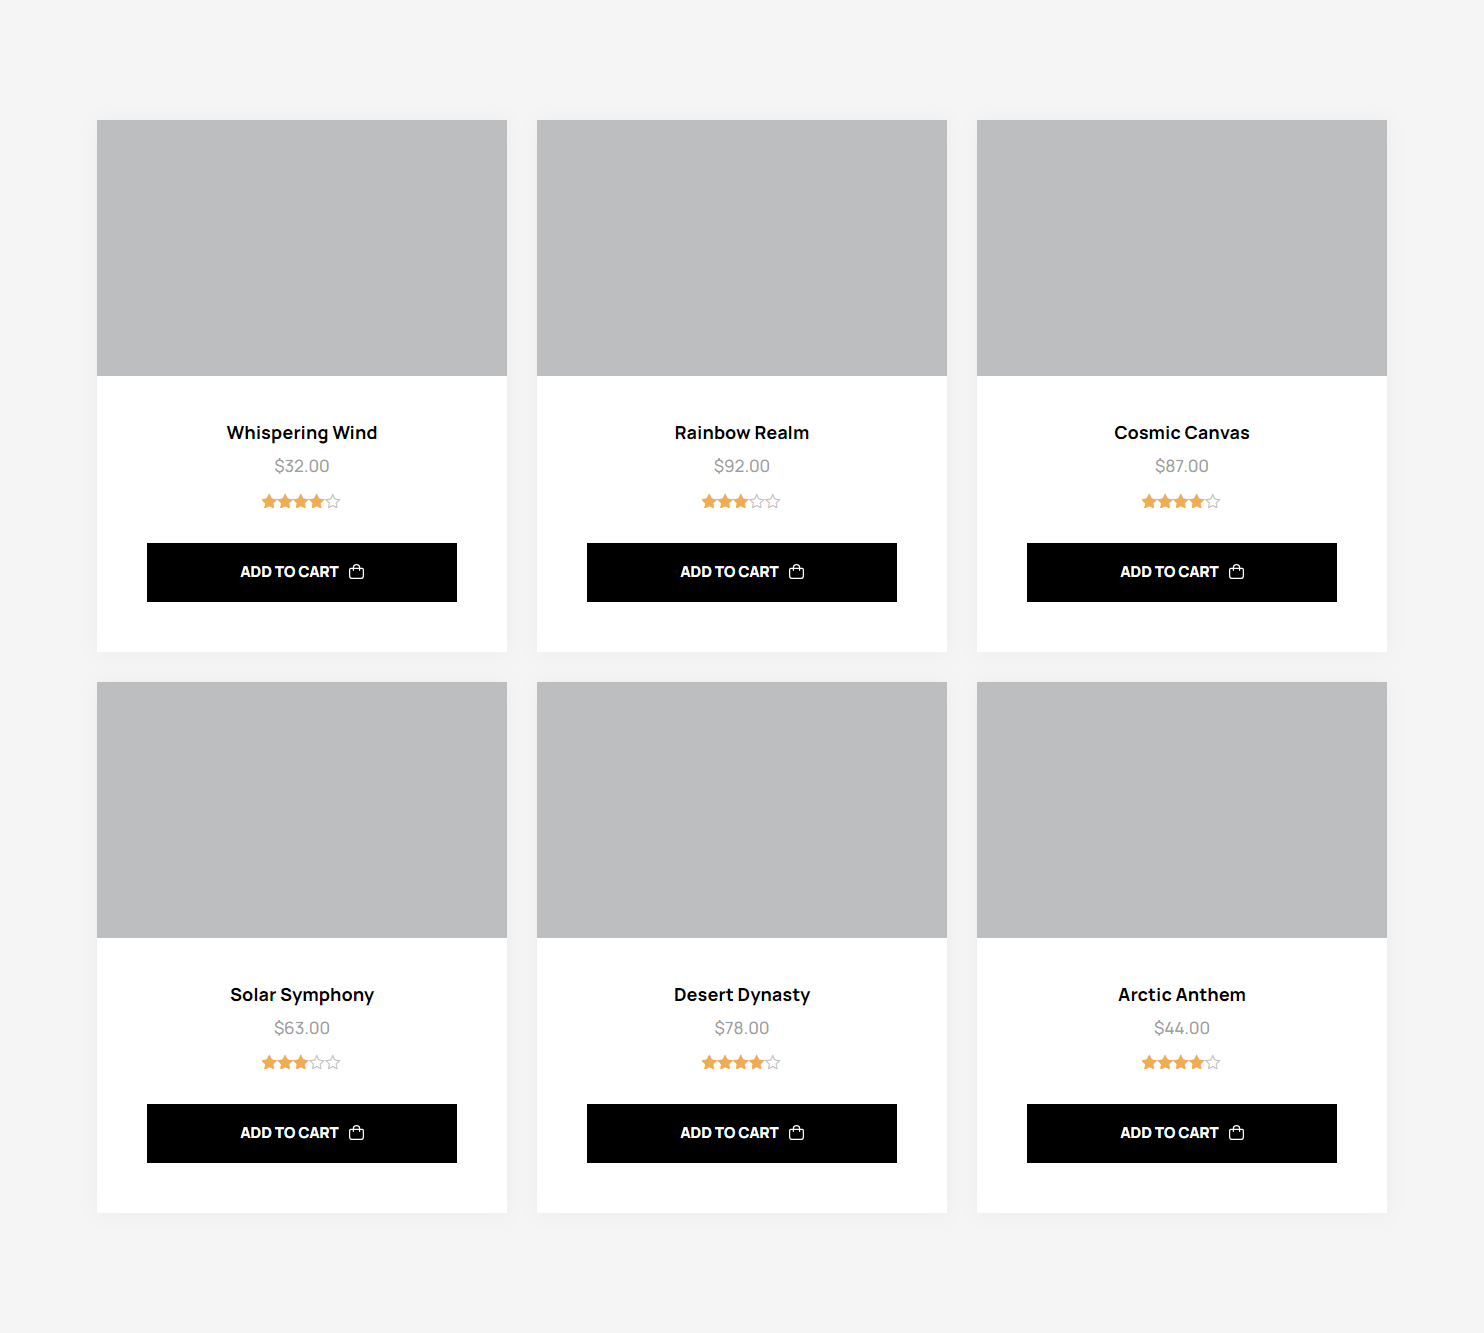 Whispering Wind
$32.00
ADD TO CART
Rainbow Realm
$92.00
ADD TO CART
Cosmic Canvas
$87.00
ADD TO CART
Solar Symphony
$63.00
ADD TO CART
Desert Dynasty
$78.00
ADD TO CART
Arctic Anthem
$44.00
ADD TO CART